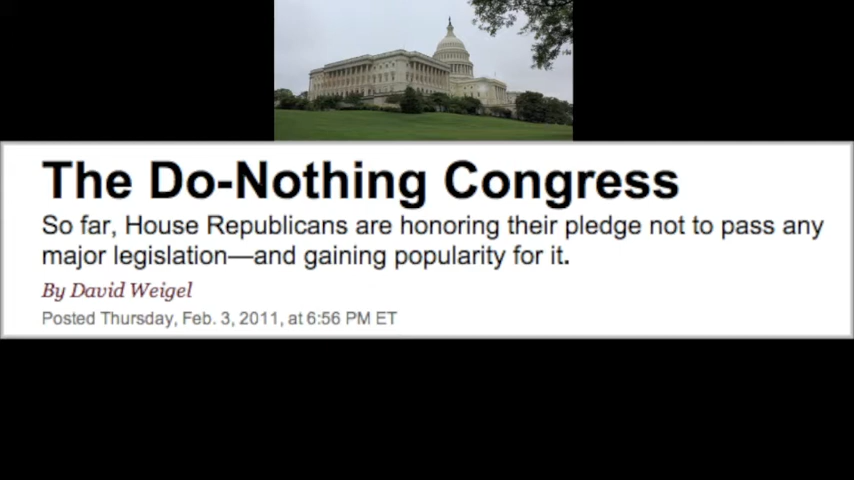 The Do-Nothing Congress
So far, House Republicans are honoring their pledge not to pass any
major legislation—and gaining popularity for it.
By David Weigel
Posted Thursday, Feb. 3, 2011, at 6:56 PM ET